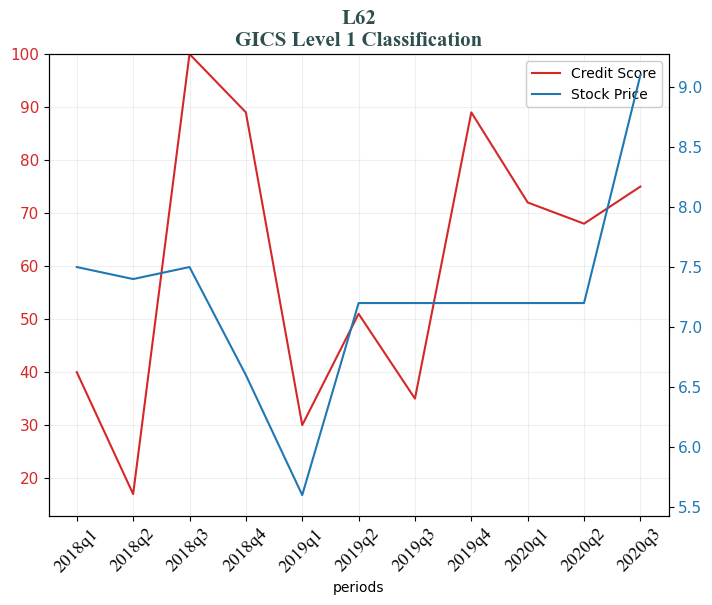 L62
GICS Level 1 Classification
Credit Score
Stock Price
100
90
80
70
60
50
40
30
20
9.0
8.5
8.0
7.5
7.0
6.5
6.0
5.5
2018q1
2018q2
2018q3
2018q4
2019q1
2019q2
2019q3
2019q4
2020q1
2020q2
2020q3
periods